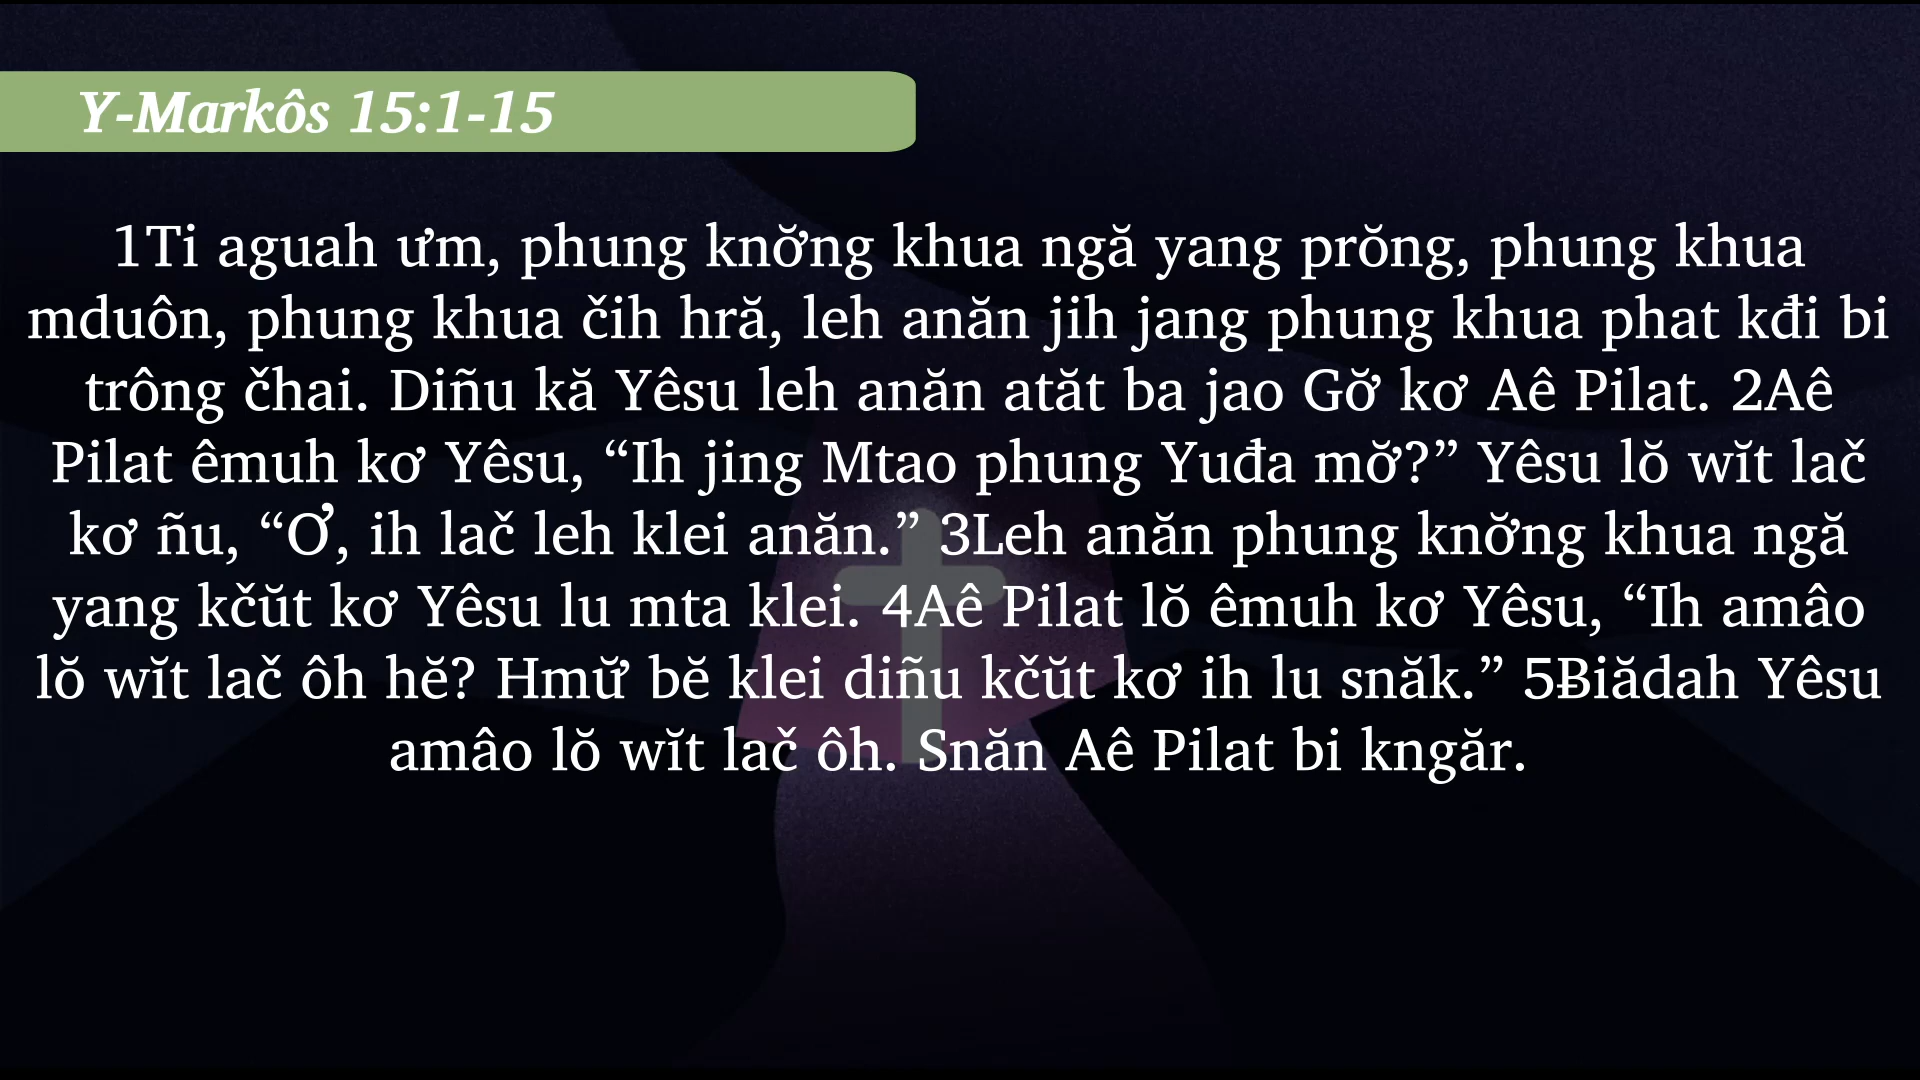 Y-Markôs 15:1-15
1Ti aguah ưm, phung knơ̆ng khua ngă yang prŏng, phung khua
mduôn, phung khua čih hră, leh anăn jih jang phung khua phat kđi bi
trông čhai. Diñu kă Yêsu leh anăn atăt ba jao Gơ̆ kơ Aê Pilat. 2Aê
Pilat êmuh kơ Yêsu, “Ih jing Mtao phung Yuđa mơ̆?” Yêsu lŏ wĭt lač
kơ ñu, “Ở, ih lač leh klei anăn.” 3Leh anăn phung knơ̆ng khua ngă
yang kčŭt kơ Yêsu lu mta klei. 4Aê Pilat lŏ êmuh kơ Yêsu, “Ih amâo
lŏ wĭt lač ôh hĕ? Hmư̆ bĕ klei diñu kčŭt kơ ih lu snăk.” 5Ƀiădah Yêsu
amâo lŏ wĭt lač ôh. Snăn Aê Pilat bi kngăr.